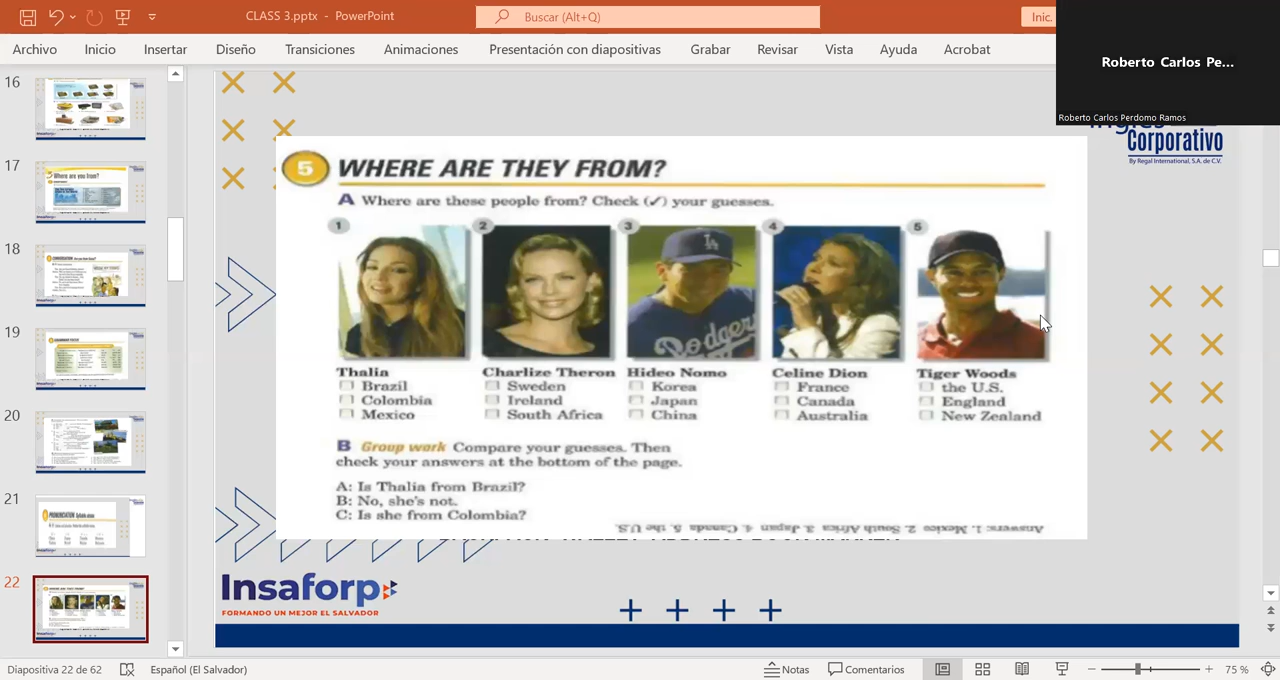 CLASS 3.pptx - PowerPoint
Buscar (Alt+Q)
Inic.
Archivo Inicio Insertar Diseño Transiciones Animaciones Presentación con diapositivas Grabar Revisar Vista Ayuda Acrobat
Roberto Carlos Pe...
Roberto Carlos Perdomo Ramos
16
17
18
19
20
21
22
Corporativo
By Regal International, S.A. de C.V.
5 WHERE ARE THEY FROM?
A Where are these people from? Check (✓) your guesses.
1 2 3 4 5
Dodgers
Thalia
Brazil
Colombia
Mexico
Charlize Theron
Sweden
Ireland
South Africa
Hideo Nomo
Korea
Japan
China
Celine Dion
France
Canada
Australia
Tiger Woods
the U.S.
England
New Zealand
B Group work Compare your guesses. Then
check your answers at the bottom of the page.
A: Is Thalia from Brazil?
B: No, she's not.
C: Is she from Colombia?
Answers: 1. Mexico 2. South Africa 3. Japan 4. Canada 5. the U.S.
Insaforp
FORMANDO UN MEJOR EL SALVADOR
Diapositiva 22 de 62 Español (El Salvador) Notas Comentarios 75 %